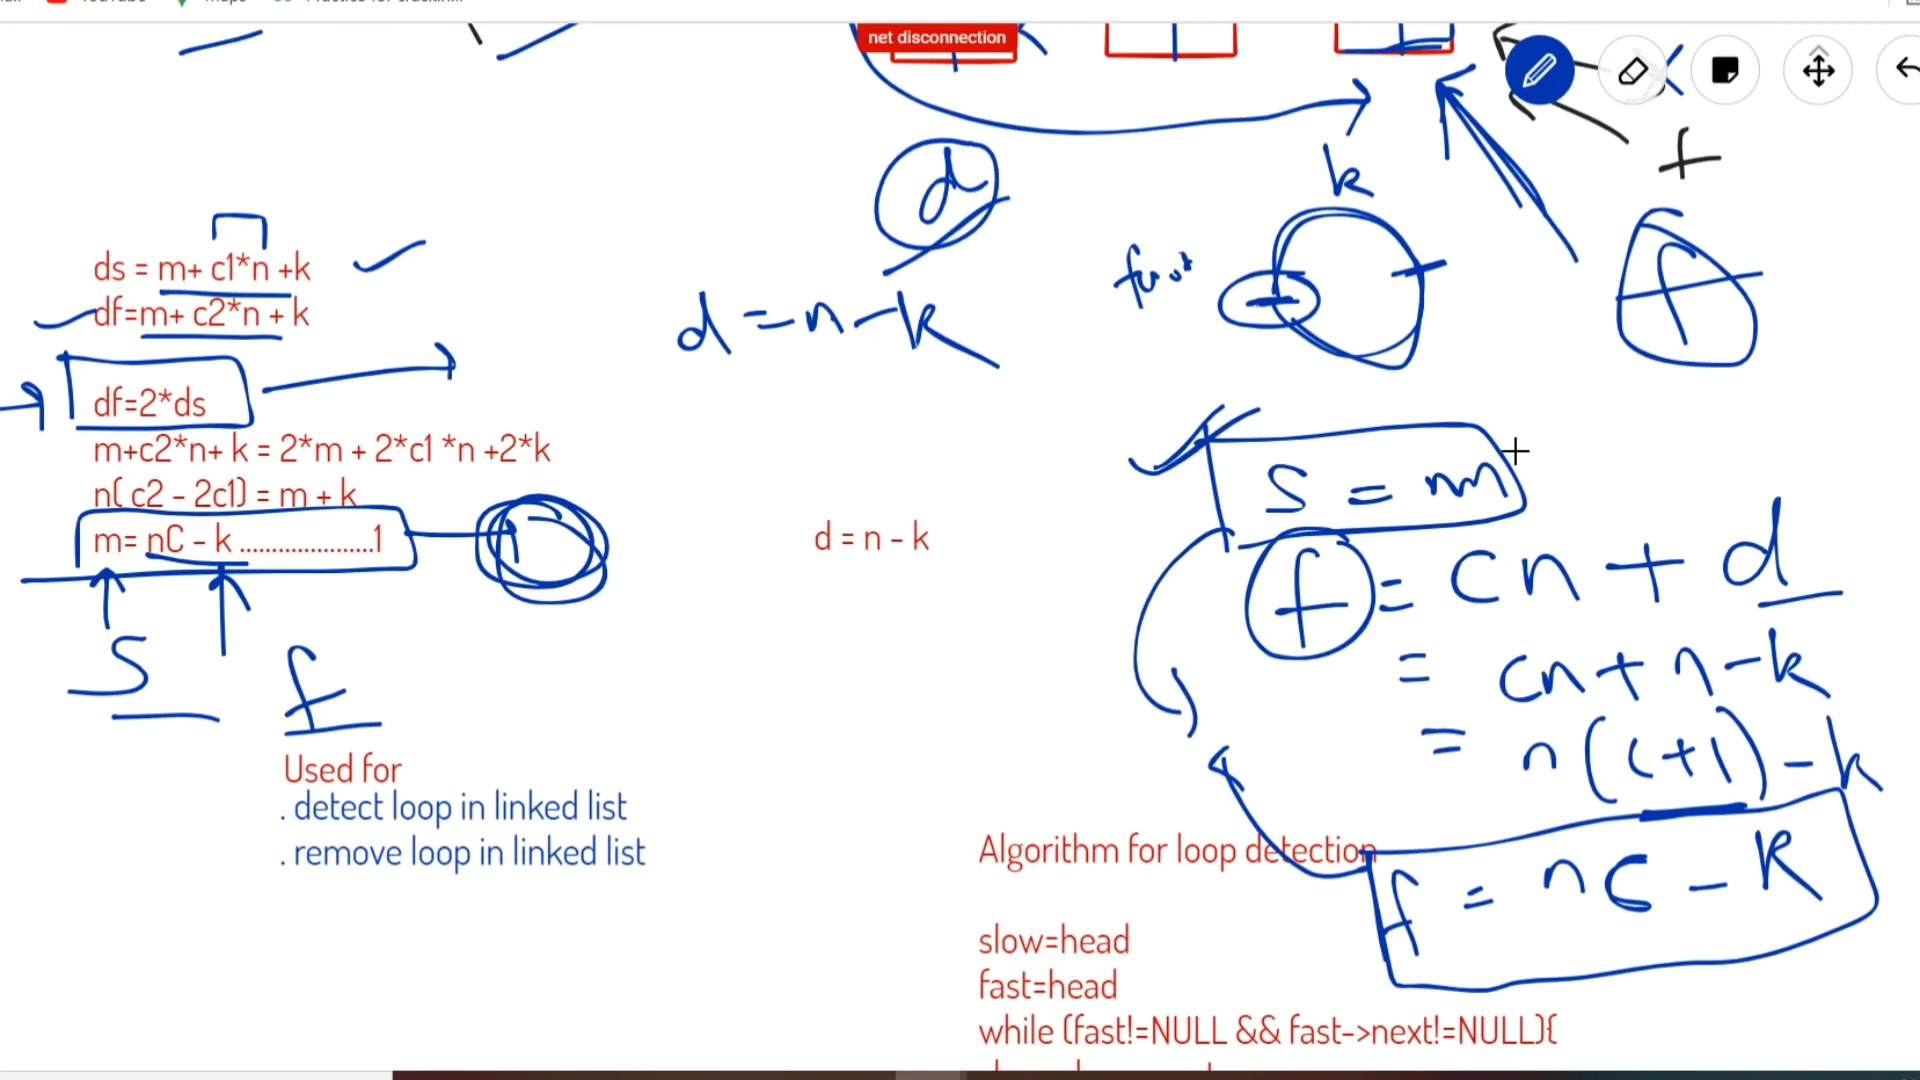 net disconnection
k
d
ds = m+ c1*n +k
df=m+ c2*n + k
d = n - k
fast
f
df=2*ds
m+c2*n+ k = 2*m + 2*c1 *n +2*k
n( c2 - 2c1) = m + k
m= nC - k .....................1
d = n - k
S = m
f = cn + d
= cn + n - k
= n(c+1) - k
f = nc - k
S f
Used for
. detect loop in linked list
. remove loop in linked list
Algorithm for loop detection
slow=head
fast=head
while (fast!=NULL && fast->next!=NULL){